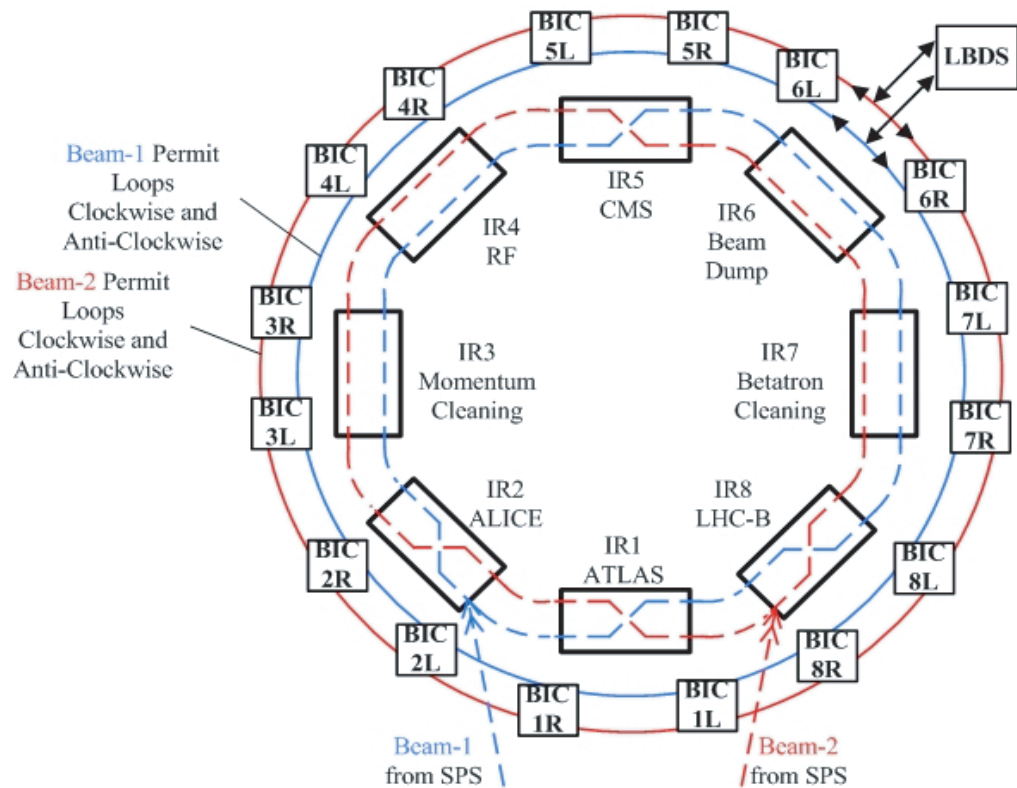 BIC
5L
BIC
5R
BIC
6L
LBDS
BIC
4R
BIC
4L
BIC
6R
Beam-1 Permit
Loops
Clockwise and
Anti-Clockwise
IR5
CMS
IR4
RF
IR6
Beam
Dump
Beam-2 Permit
Loops
Clockwise and
Anti-Clockwise
BIC
3R
BIC
7L
IR3
Momentum
Cleaning
IR7
Betatron
Cleaning
BIC
3L
BIC
7R
IR2
ALICE
IR8
LHC-B
IR1
ATLAS
BIC
2R
BIC
8L
BIC
2L
BIC
8R
BIC
1R
BIC
1L
Beam-1
from SPS
Beam-2
from SPS